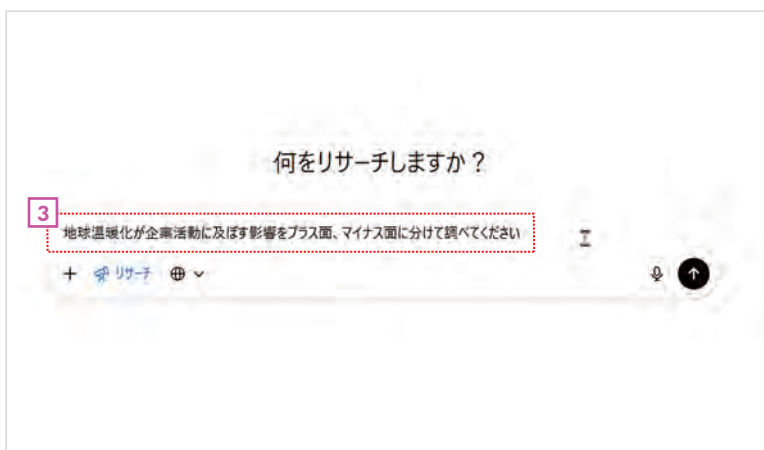 何をリサーチしますか？
3
地球温暖化が企業活動に及ぼす影響をプラス面、マイナス面に分けて調べてください
リサーチ